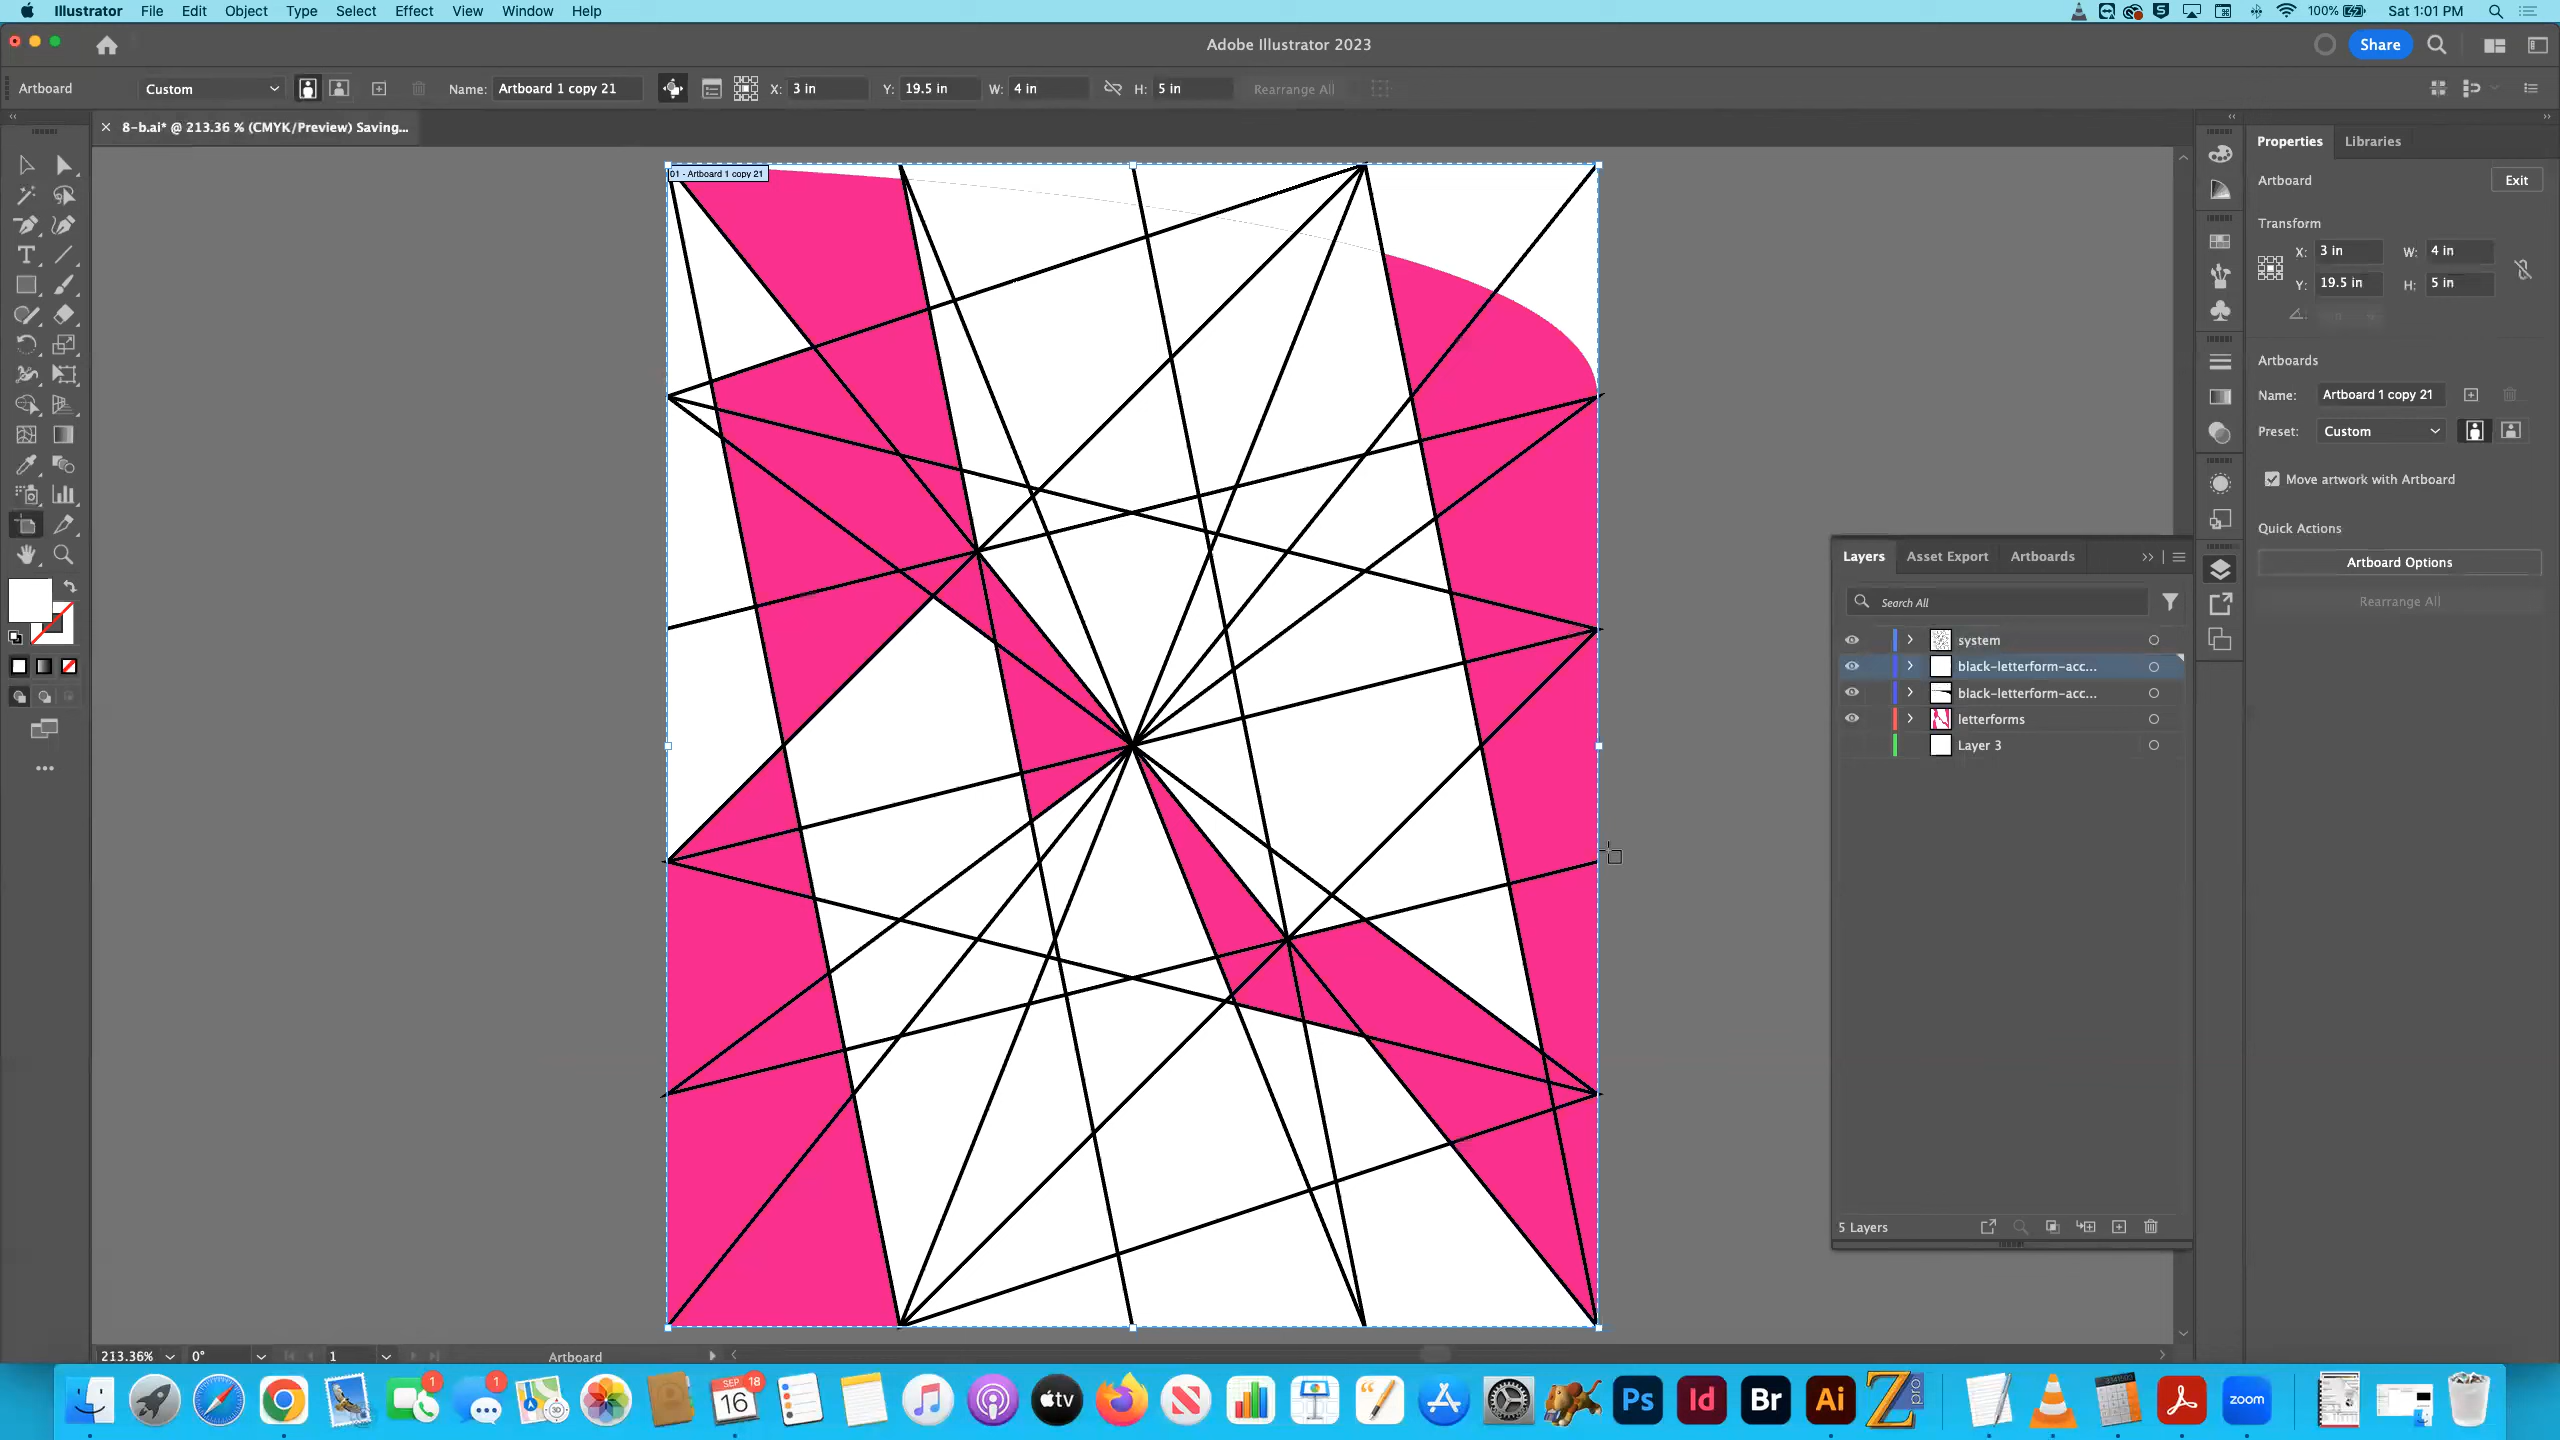 Illustrator File Edit Object Type Select Effect View Window Help
100% Sat 1:01 PM
Adobe Illustrator 2023
Share
Artboard Custom Name: Artboard 1 copy 21 X: 3 in Y: 19.5 in W: 4 in H: 5 in Rearrange All
8-b.ai* @ 213.36 % (CMYK/Preview) Saving...
Properties Libraries
01 - Artboard 1 copy 21
Artboard Exit
Transform
X: 3 in W: 4 in
Y: 19.5 in H: 5 in
Artboards
Name: Artboard 1 copy 21
Preset: Custom
Move artwork with Artboard
Quick Actions
Artboard Options
Rearrange All
Layers Asset Export Artboards
Search All
system
black-letterform-acc...
black-letterform-acc...
letterforms
Layer 3
5 Layers
213.36% 0° 1 Artboard
1
1
SEP 18
16
tv
Ps
Id
Br
Ai
Z pro
zoom